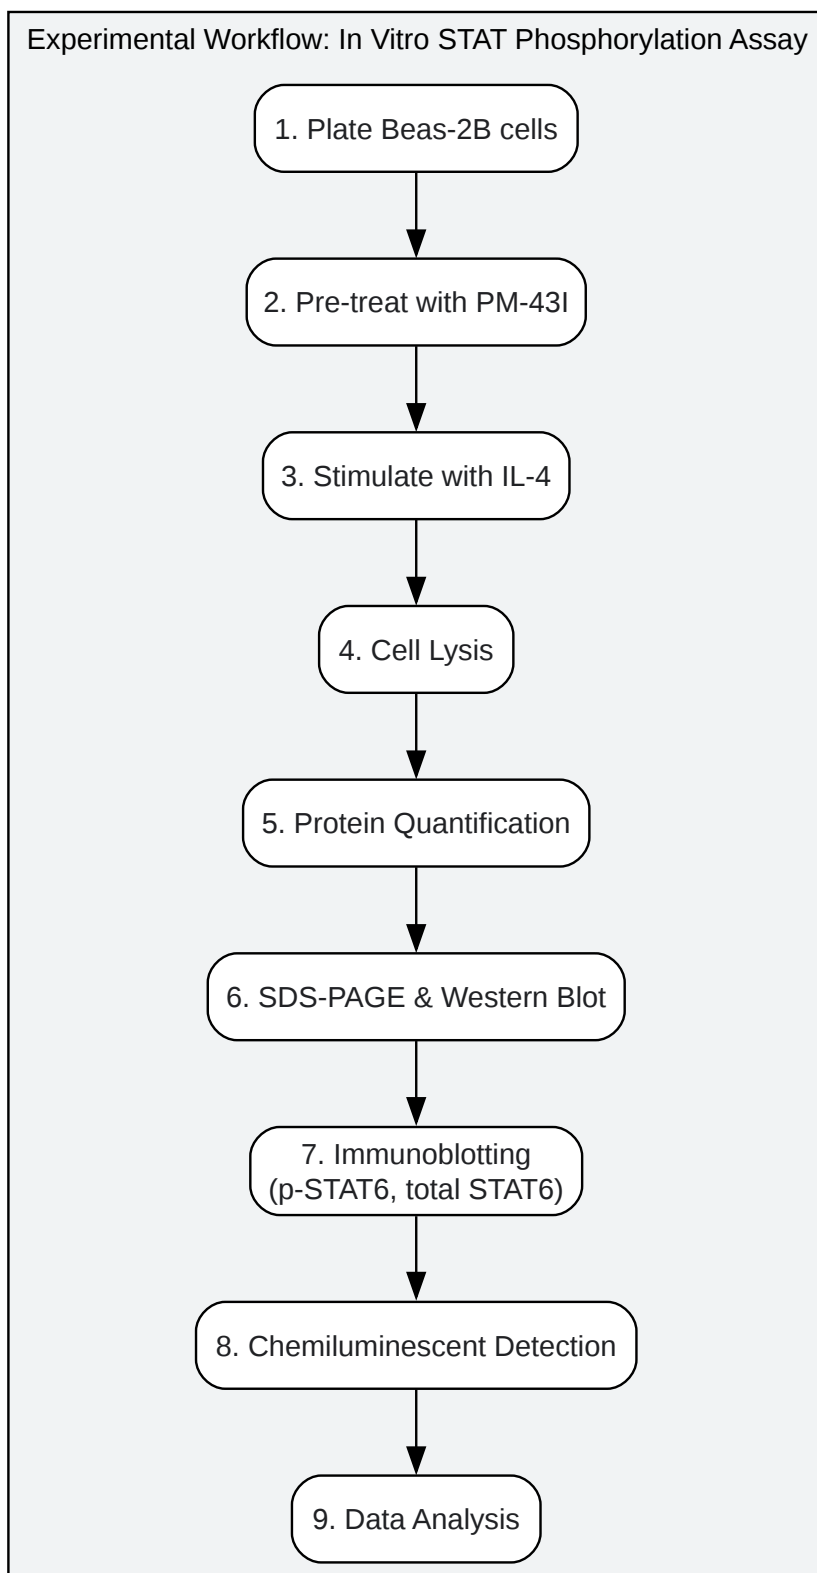 Experimental Workflow: In Vitro STAT Phosphorylation Assay
1. Plate Beas-2B cells
2. Pre-treat with PM-43I
3. Stimulate with IL-4
4. Cell Lysis
5. Protein Quantification
6. SDS-PAGE & Western Blot
7. Immunoblotting
(p-STAT6, total STAT6)
8. Chemiluminescent Detection
9. Data Analysis